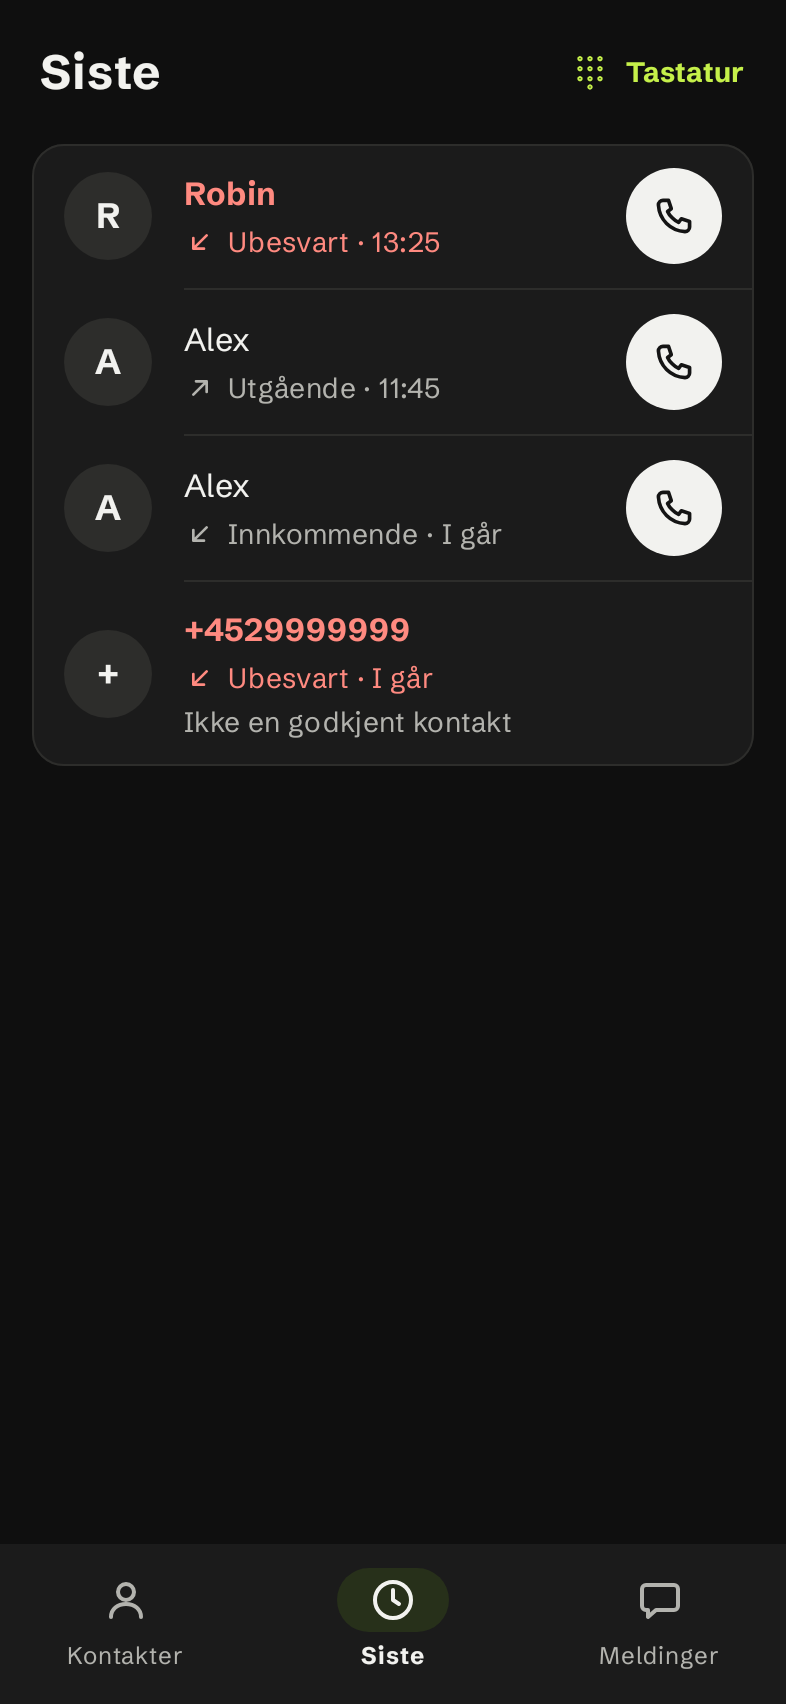 Siste
Tastatur
R
Robin
Ubesvart · 13:25
A
Alex
Utgående · 11:45
A
Alex
Innkommende · I går
+
+4529999999
Ubesvart · I går
Ikke en godkjent kontakt
Kontakter
Siste
Meldinger